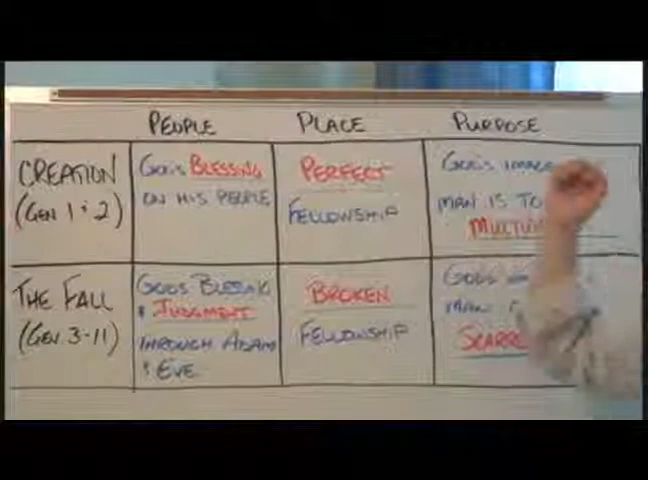 PEOPLE PLACE PURPOSE
CREATION
(GEN 1 & 2)
GOD'S BLESSING
ON HIS PEOPLE
PERFECT
FELLOWSHIP
GOD'S IMAGE
MAN IS TO
THE FALL
(GEN 3-11)
GOD'S BLESSING
& JUDGMENT
THROUGH ADAM
& EVE
BROKEN
FELLOWSHIP
GOD'S
MAN